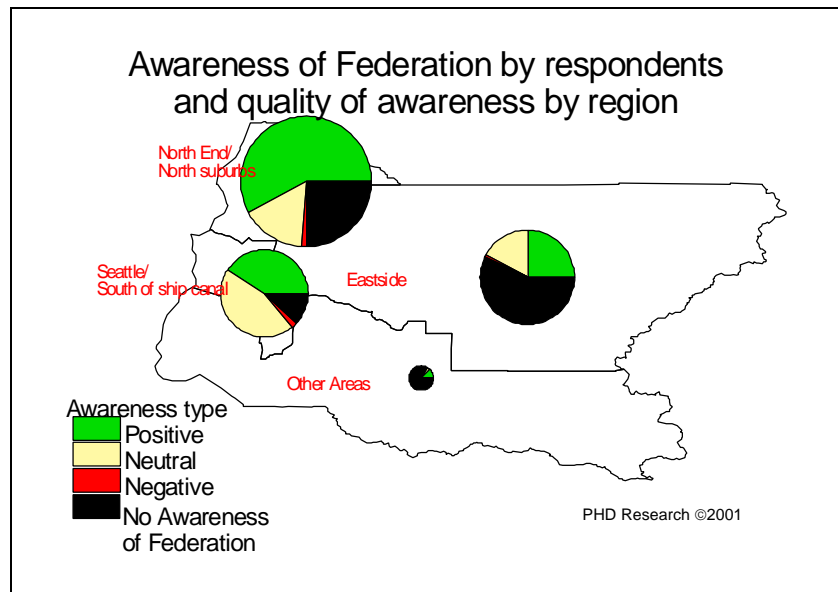 Awareness of Federation by respondents
and quality of awareness by region
North End/
North suburbs
Seattle/
South of ship canal
Eastside
Other Areas
Awareness type
Positive
Neutral
Negative
No Awareness
of Federation
PHD Research ©2001